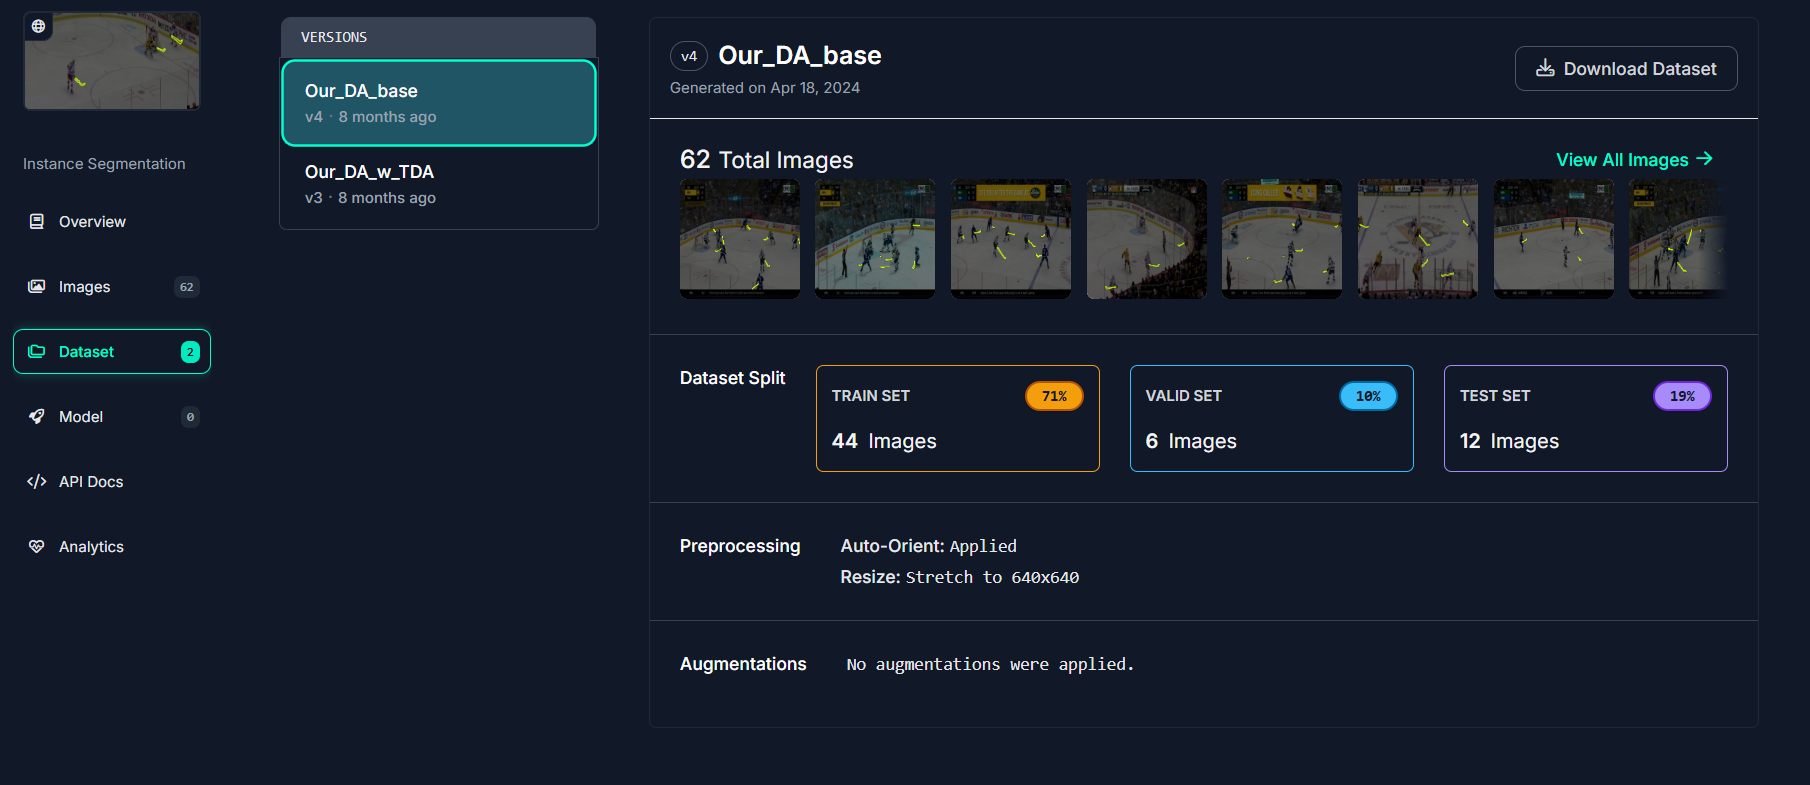 Instance Segmentation
Overview
Images 62
Dataset 2
Model 0
API Docs
Analytics
VERSIONS
Our_DA_base
v4 · 8 months ago
Our_DA_w_TDA
v3 · 8 months ago
v4 Our_DA_base
Generated on Apr 18, 2024
Download Dataset
62 Total Images
View All Images →
Dataset Split
TRAIN SET 71%
44 Images
VALID SET 10%
6 Images
TEST SET 19%
12 Images
Preprocessing
Auto-Orient: Applied
Resize: Stretch to 640x640
Augmentations
No augmentations were applied.